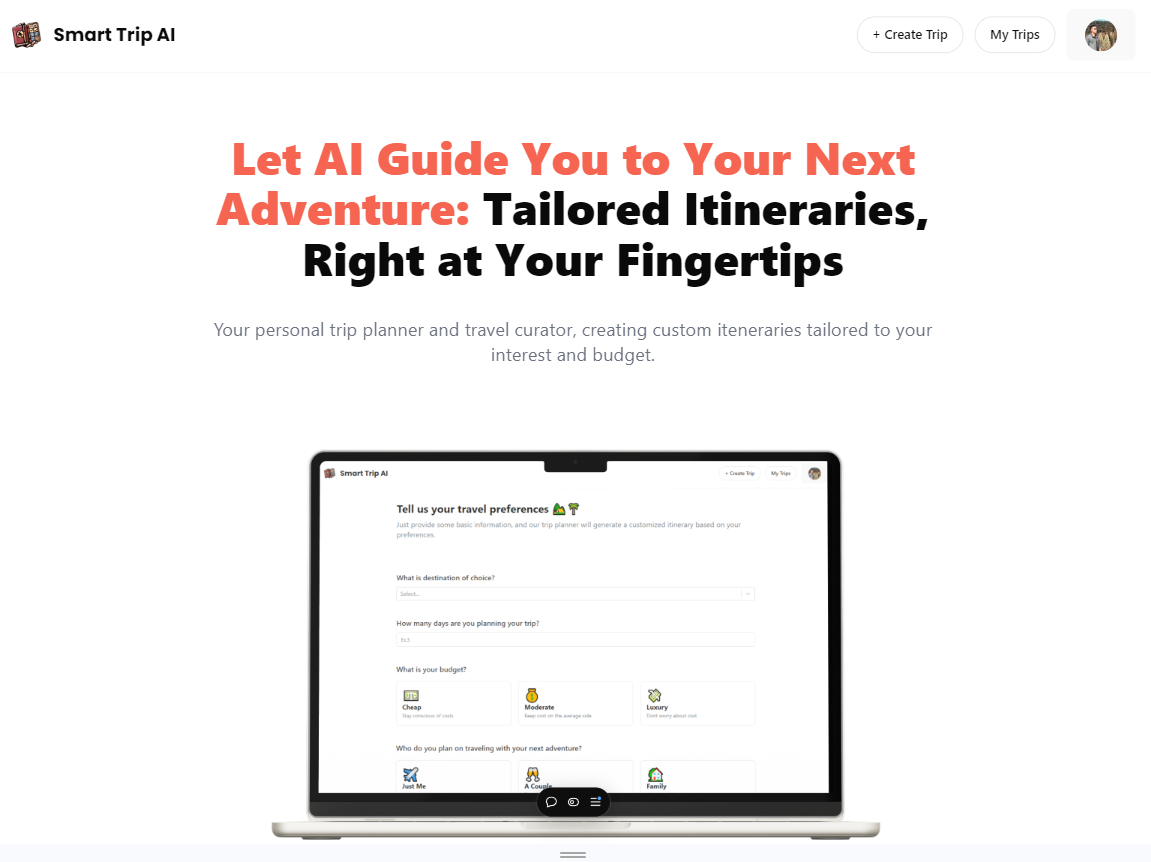 Smart Trip AI
+ Create Trip
My Trips
Let AI Guide You to Your Next
Adventure: Tailored Itineraries,
Right at Your Fingertips
Your personal trip planner and travel curator, creating custom iteneraries tailored to your
interest and budget.
Smart Trip AI
+ Create Trip
My Trips
Tell us your travel preferences
Just provide some basic information, and our trip planner will generate a customized itinerary based on your
preferences.
What is destination of choice?
Select...
How many days are you planning your trip?
Ex.3
What is your budget?
Cheap
Stay conscious of costs
Moderate
Keep cost on the average side
Luxury
Dont worry about cost
Who do you plan on traveling with your next adventure?
Just Me
A Couple
Family